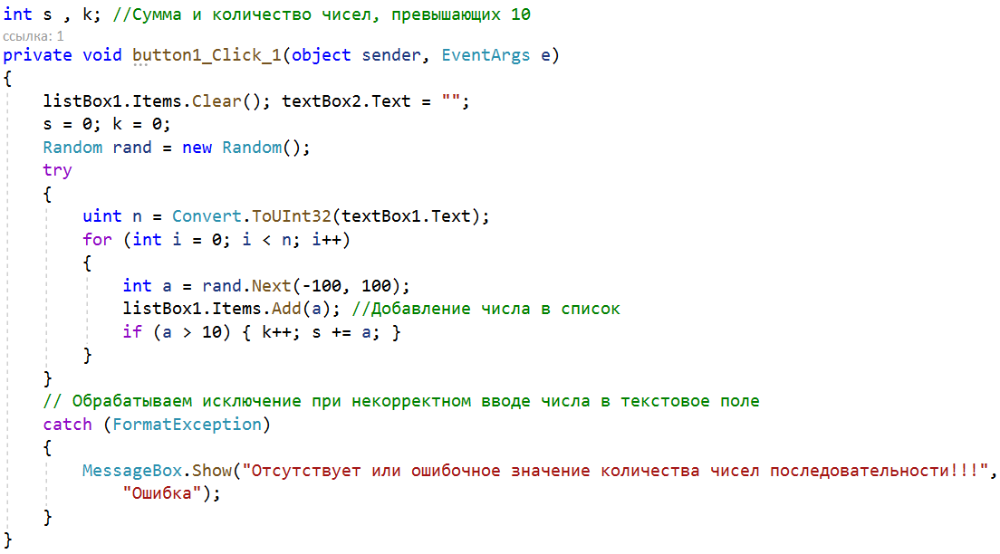 int s , k; //Сумма и количество чисел, превышающих 10
ссылка: 1
private void button1_Click_1(object sender, EventArgs e)
{
listBox1.Items.Clear(); textBox2.Text = "";
s = 0; k = 0;
Random rand = new Random();
try
{
uint n = Convert.ToUInt32(textBox1.Text);
for (int i = 0; i < n; i++)
{
int a = rand.Next(-100, 100);
listBox1.Items.Add(a); //Добавление числа в список
if (a > 10) { k++; s += a; }
}
}
// Обрабатываем исключение при некорректном вводе числа в текстовое поле
catch (FormatException)
{
MessageBox.Show("Отсутствует или ошибочное значение количества чисел последовательности!!!",
"Ошибка");
}
}